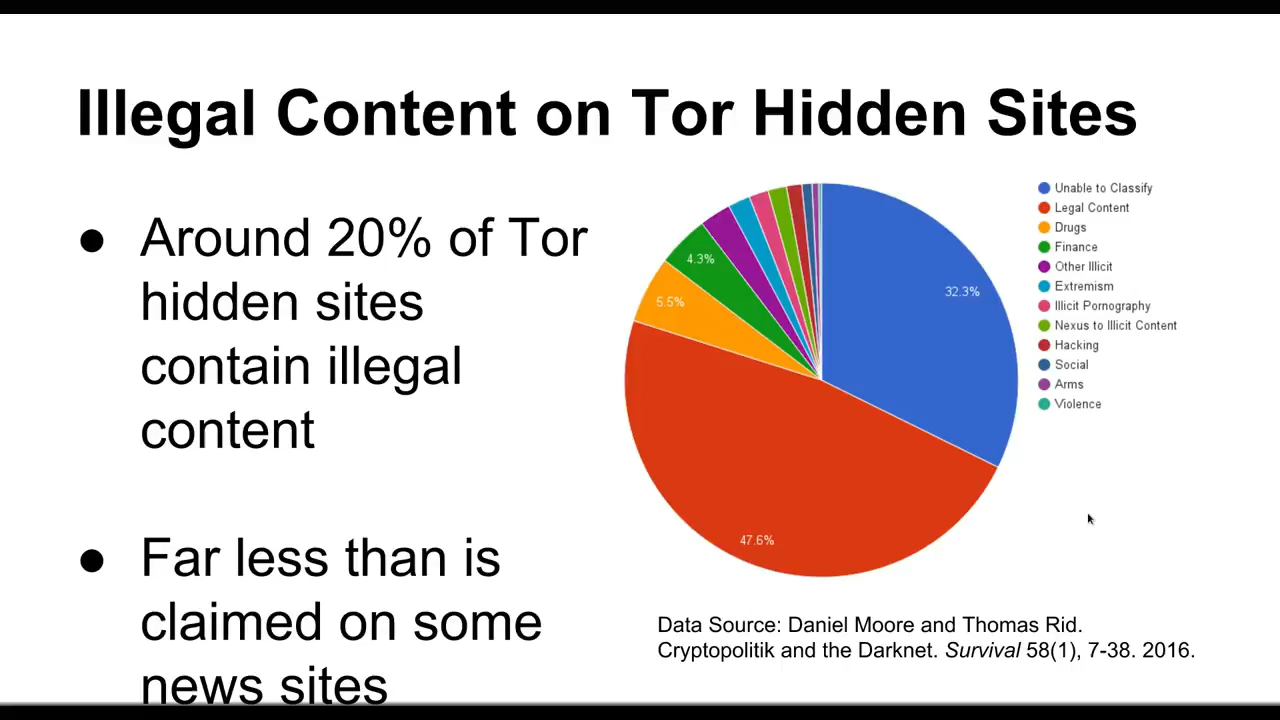 Illegal Content on Tor Hidden Sites
● Around 20% of Tor
hidden sites
contain illegal
content
● Far less than is
claimed on some
news sites
32.3%
47.6%
5.5%
4.3%
Unable to Classify
Legal Content
Drugs
Finance
Other Illicit
Extremism
Illicit Pornography
Nexus to Illicit Content
Hacking
Social
Arms
Violence
Data Source: Daniel Moore and Thomas Rid.
Cryptopolitik and the Darknet. Survival 58(1), 7-38. 2016.